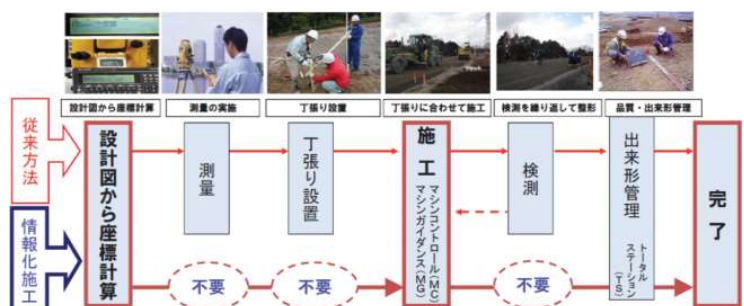 設計図から座標計算
測量の実施
丁張り設置
丁張りに合わせて施工
検測を繰り返して整形
品質・出来形管理
従来方法
情報化施工
設計図から座標計算
測量
丁張り設置
施工
マシンコントロール(MC)
マシンガイダンス(MG)
検測
出来形管理
トータル
ステーション
(TS)
完了
不要
不要
不要